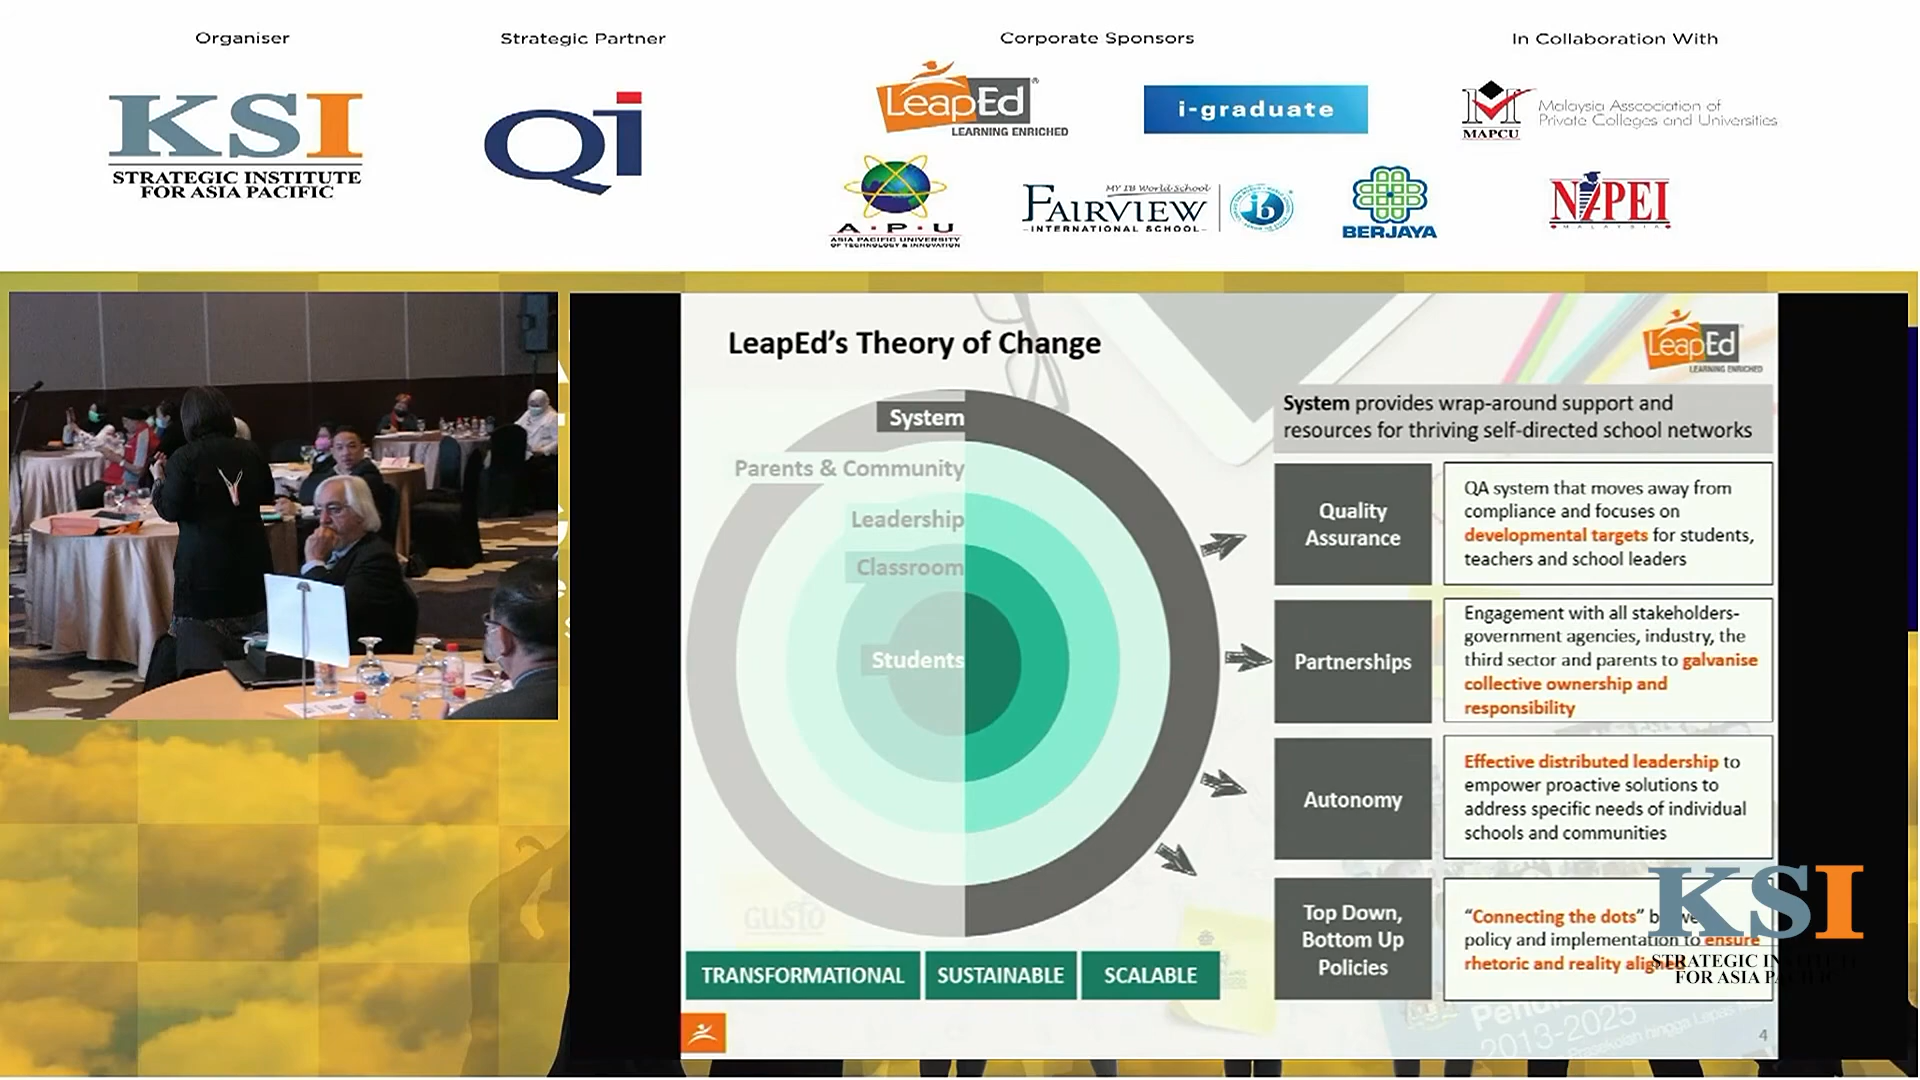 Organiser
Strategic Partner
Corporate Sponsors
In Collaboration With
KSI
STRATEGIC INSTITUTE
FOR ASIA PACIFIC
Qi
LeapEd
LEARNING ENRICHED
i-graduate
MAPCU
Malaysia Asscociation of
Private Colleges and Universities
A·P·U
ASIA PACIFIC UNIVERSITY
OF TECHNOLOGY & INNOVATION
MY IB World School
FAIRVIEW
INTERNATIONAL SCHOOL
ib
BERJAYA
NIPEI
MALAYSIA
LeapEd’s Theory of Change
LeapEd
LEARNING ENRICHED
System
Parents & Community
Leadership
Classroom
Students
System provides wrap-around support and
resources for thriving self-directed school networks
Quality
Assurance
QA system that moves away from
compliance and focuses on
developmental targets for students,
teachers and school leaders
Partnerships
Engagement with all stakeholders-
government agencies, industry, the
third sector and parents to galvanise
collective ownership and
responsibility
Autonomy
Effective distributed leadership to
empower proactive solutions to
address specific needs of individual
schools and communities
Top Down,
Bottom Up
Policies
“Connecting the dots”
policy and implementation to ensure
rhetoric and reality
GUSTO
TRANSFORMATIONAL
SUSTAINABLE
SCALABLE
2013-2025
4
KSI
STRATEGIC
FOR ASIA